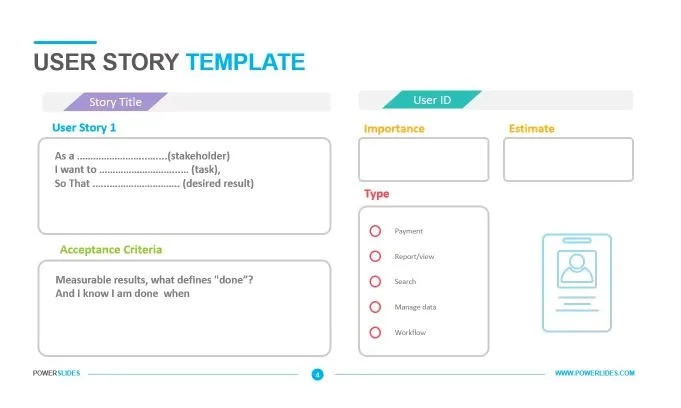 USER STORY TEMPLATE
Story Title
User Story 1
As a ................................(stakeholder)
I want to ............................... (task),
So That ............................... (desired result)
Acceptance Criteria
Measurable results, what defines "done"?
And I know I am done  when
User ID
Importance
Estimate
Type
Payment
Report/view
Search
Manage data
Workflow
POWERSLIDES
4
WWW.POWERLIDES.COM